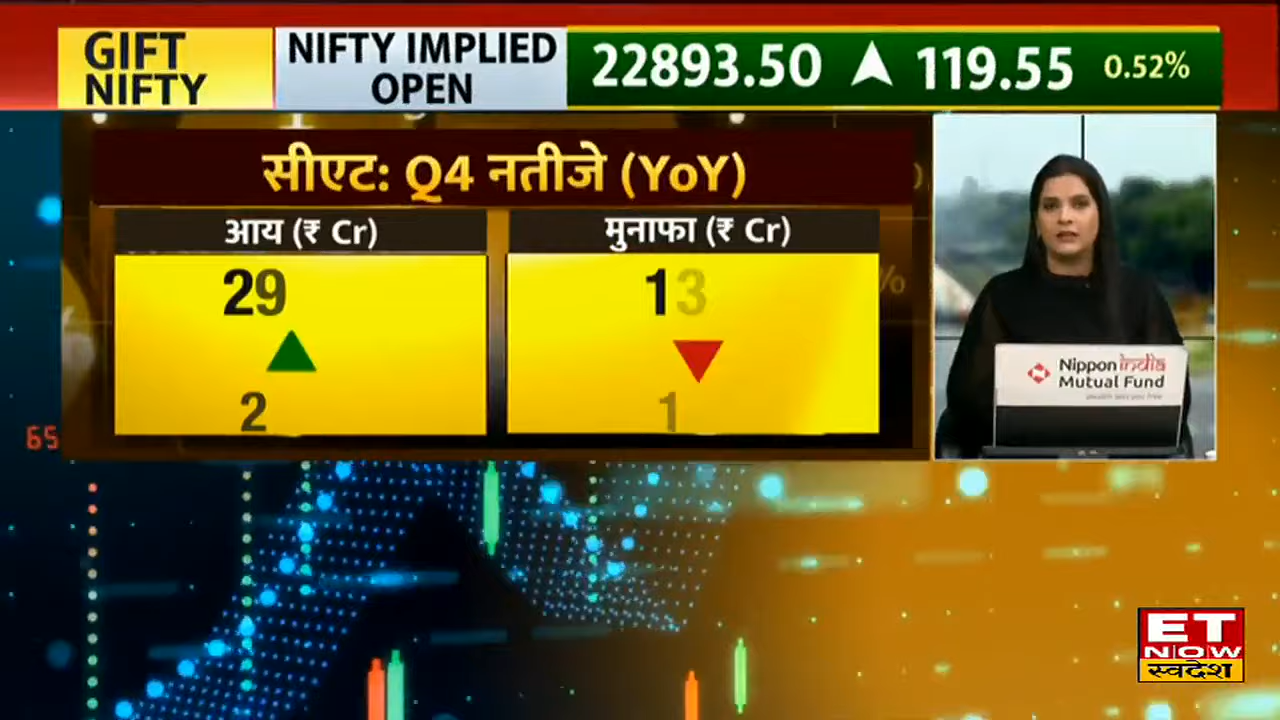 GIFT
NIFTY
NIFTY IMPLIED
OPEN
22893.50 ▲ 119.55 0.52%
सीएट: Q4 नतीजे (YoY)
आय (₹ Cr)
मुनाफा (₹ Cr)
29
13
2
1
65
%
Nippon india
Mutual Fund
ET
NOW
स्वदेश